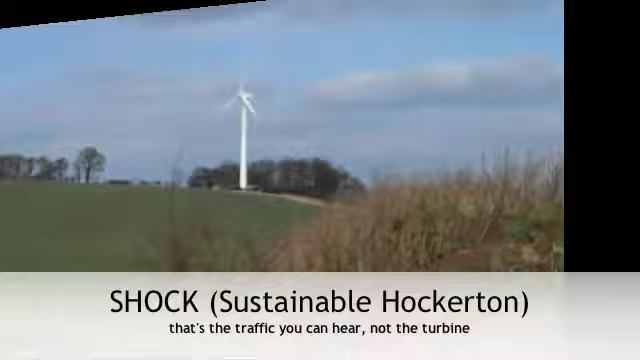 SHOCK (Sustainable Hockerton)
that's the traffic you can hear, not the turbine